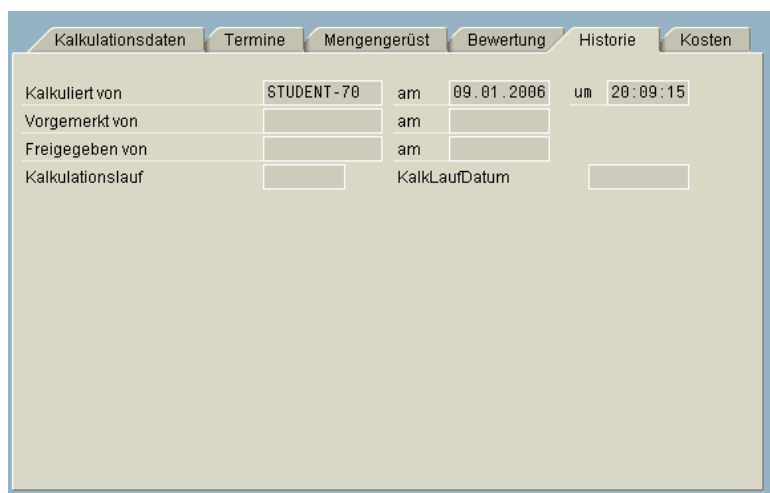 Kalkulationsdaten Termine Mengengerüst Bewertung Historie Kosten
Kalkuliert von STUDENT-70 am 09.01.2006 um 20:09:15
Vorgemerkt von am
Freigegeben von am
Kalkulationslauf KalkLaufDatum